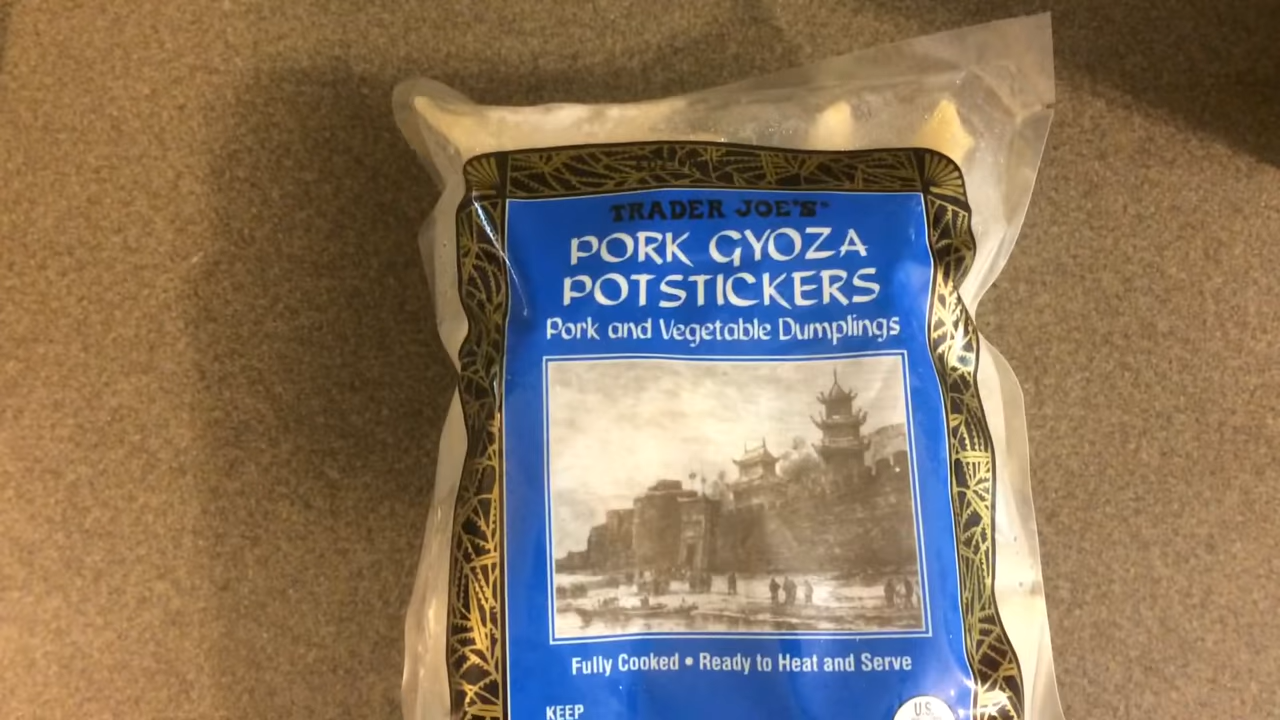 TRADER JOE'S
PORK GYOZA
POTSTICKERS
Pork and Vegetable Dumplings
Fully Cooked • Ready to Heat and Serve
KEEP
U.S.